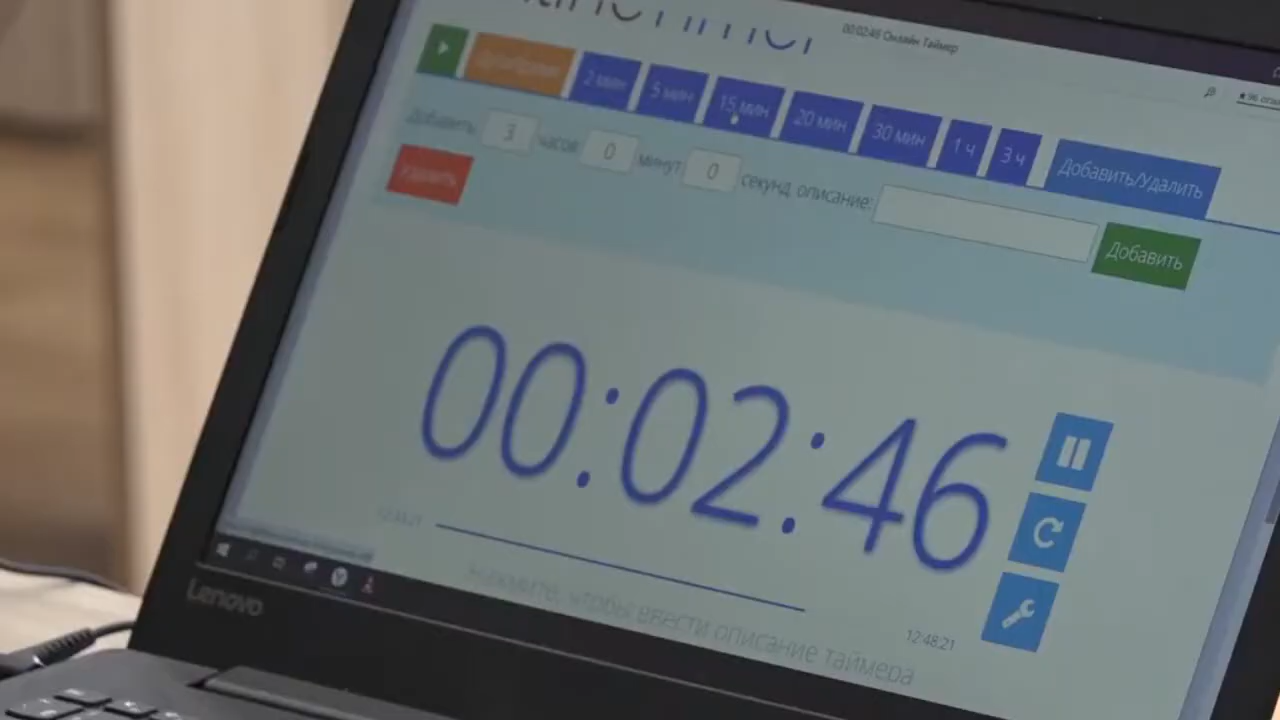 00:02:46 Онлайн Таймер
2 мин 5 мин 15 мин 20 мин 30 мин 1 ч 3 ч Добавить/Удалить
Добавить: 3 часов 0 минут 0 секунд, описание: Добавить
Удалить
00:02:46
12:48:21
Нажмите, чтобы ввести описание таймера
Lenovo